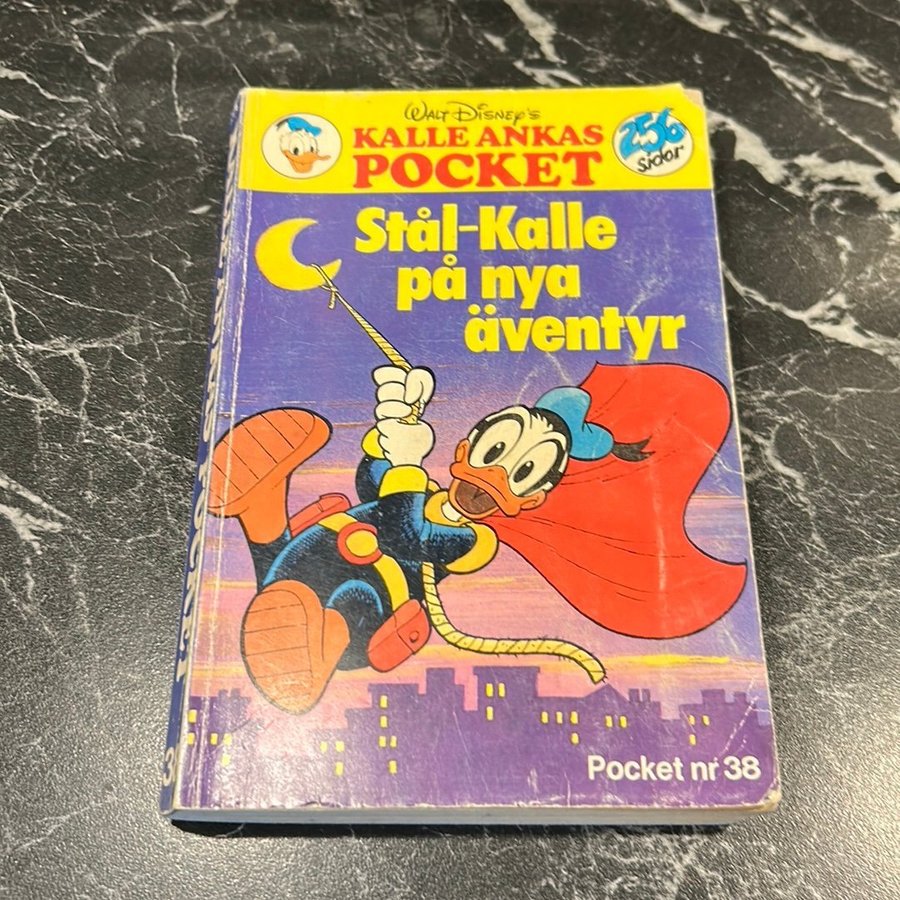 Walt Disney's
KALLE ANKAS
POCKET
256
sidor
Stål-Kalle
på nya
äventyr
Pocket nr 38